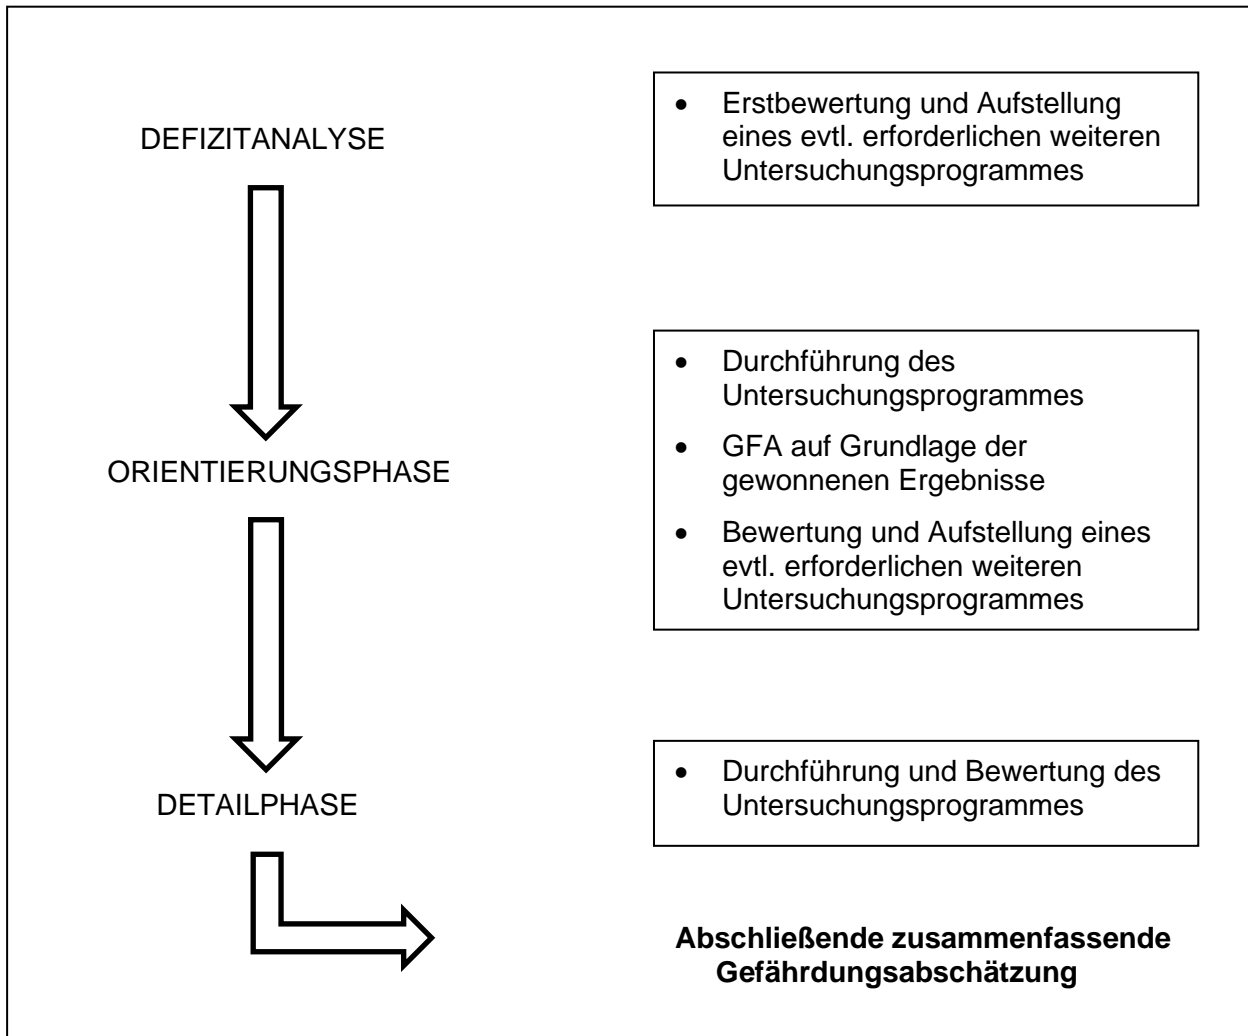 DEFIZITANALYSE
• Erstbewertung und Aufstellung
eines evtl. erforderlichen weiteren
Untersuchungsprogrammes
ORIENTIERUNGSPHASE
• Durchführung des
Untersuchungsprogrammes
• GFA auf Grundlage der
gewonnenen Ergebnisse
• Bewertung und Aufstellung eines
evtl. erforderlichen weiteren
Untersuchungsprogrammes
DETAILPHASE
• Durchführung und Bewertung des
Untersuchungsprogrammes
Abschließende zusammenfassende
Gefährdungsabschätzung